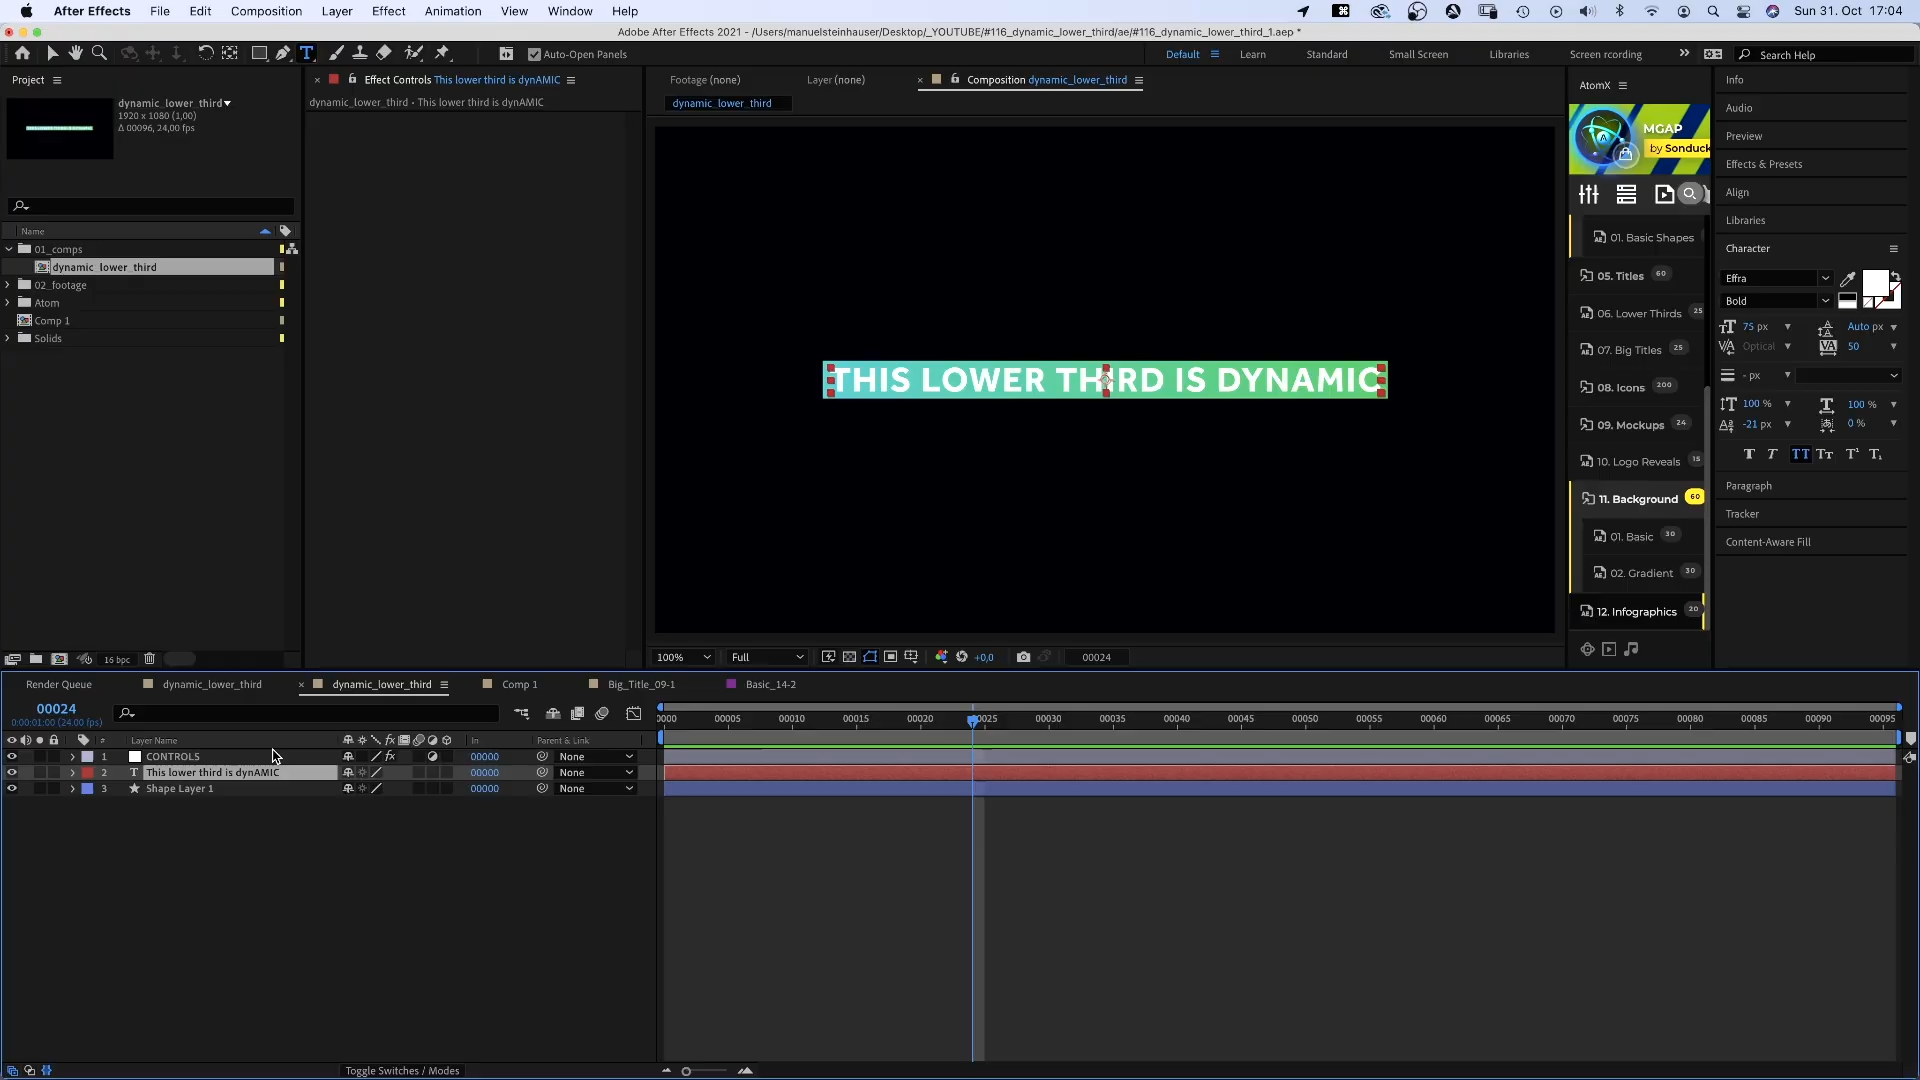 After Effects File Edit Composition Layer Effect Animation View Window Help
Sun 31. Oct 17:04
Adobe After Effects 2021 - /Users/manuelsteinhauser/Desktop/_YOUTUBE/#116_dynamic_lower_third/ae/#116_dynamic_lower_third_1.aep *
Auto-Open Panels
Default
Learn
Standard
Small Screen
Libraries
Screen recording
Search Help
Project
Effect Controls This lower third is dynAMIC
Footage (none)
Layer (none)
Composition dynamic_lower_third
AtomX
Info
dynamic_lower_third
1920 x 1080 (1,00)
Δ 00096, 24,00 fps
dynamic_lower_third · This lower third is dynAMIC
dynamic_lower_third
MGAP
by Sonduck
Audio
Preview
Effects & Presets
Align
Libraries
Name
01_comps
dynamic_lower_third
02_footage
Atom
Comp 1
Solids
THIS LOWER THIRD IS DYNAMIC
01. Basic Shapes
05. Titles 60
06. Lower Thirds 25
07. Big Titles 25
08. Icons 200
09. Mockups 24
10. Logo Reveals 15
11. Background 60
01. Basic 30
02. Gradient 30
12. Infographics 20
Character
Effra
Bold
75 px
Auto px
Optical
50
- px
100 %
100 %
-21 px
0 %
Paragraph
Tracker
Content-Aware Fill
16 bpc
100%
Full
+0,0
00024
Render Queue
dynamic_lower_third
dynamic_lower_third
Comp 1
Big_Title_09-1
Basic_14-2
00024
0:00:01:00 (24.00 fps)
0000 00005 00010 00015 00020 00025 00030 00035 00040 00045 00050 00055 00060 00065 00070 00075 00080 00085 00090 00095
# Layer Name
In
Parent & Link
1 CONTROLS 00000 None
2 T This lower third is dynAMIC 00000 None
3 Shape Layer 1 00000 None
Toggle Switches / Modes